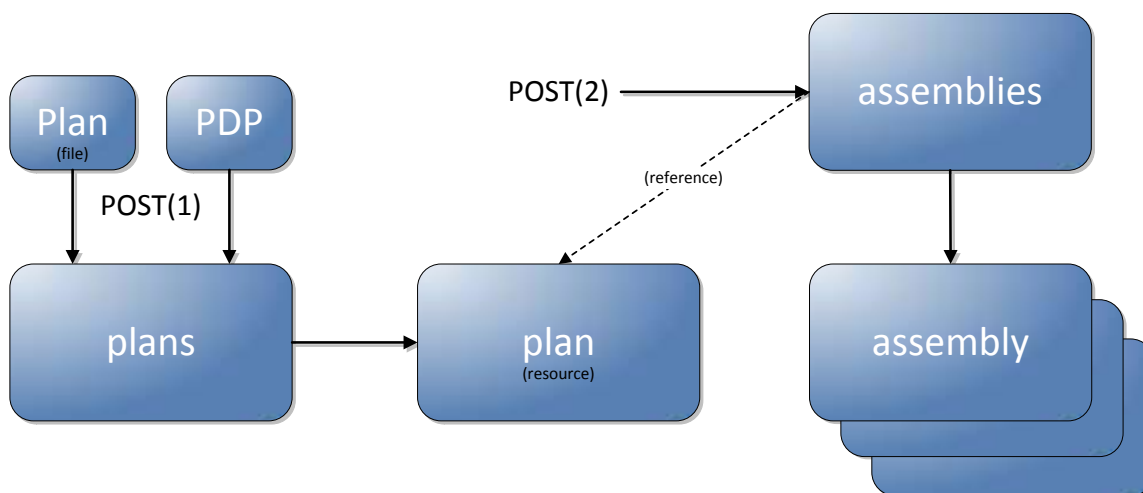 Plan
(file)
PDP
POST(1)
POST(2)
assemblies
(reference)
plans
plan
(resource)
assembly